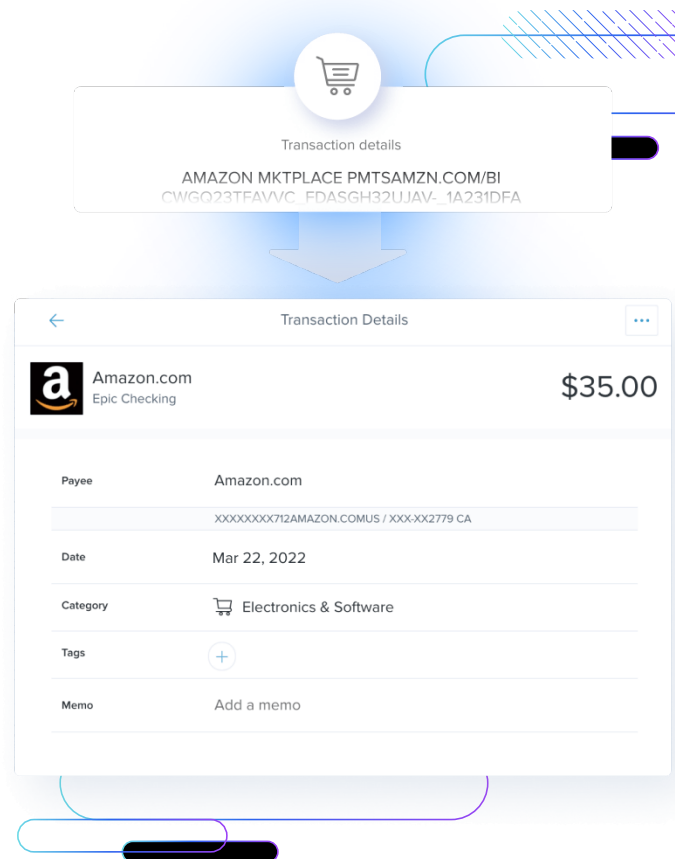 Transaction details
AMAZON MKTPLACE PMTSAMZN.COM/BI
CWGQ23TFAVVC_FDASGH32UJAV-_1A231DFA
Transaction Details
a
Amazon.com
Epic Checking
$35.00
Payee
Amazon.com
XXXXXXXX712AMAZON.COMUS / XXX-XX2779 CA
Date
Mar 22, 2022
Category
Electronics & Software
Tags
Memo
Add a memo